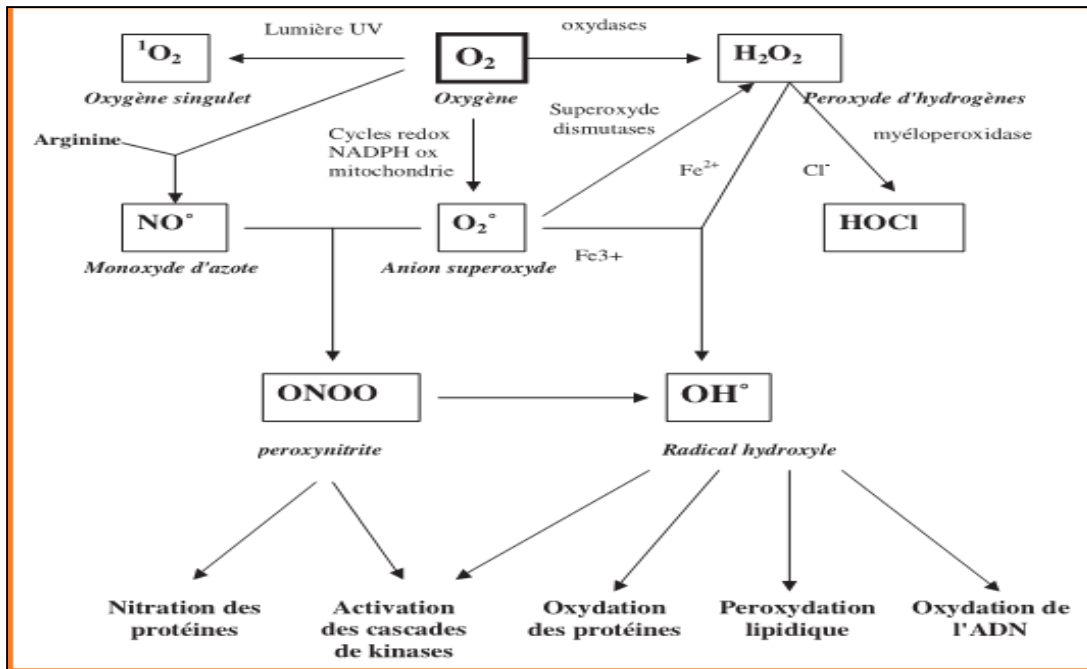 Lumière UV
oxydases
¹O₂
O₂
H₂O₂
Oxygène singulet
Oxygène
Peroxyde d'hydrogènes
Arginine
Cycles redox
NADPH ox
mitochondrie
Superoxyde
dismutases
Fe²⁺
myéloperoxidase
Cl⁻
NO°
O₂°
HOCl
Monoxyde d'azote
Anion superoxyde
Fe3+
ONOO
OH°
peroxynitrite
Radical hydroxyle
Nitration des
protéines
Activation
des cascades
de kinases
Oxydation
des protéines
Peroxydation
lipidique
Oxydation de
l'ADN